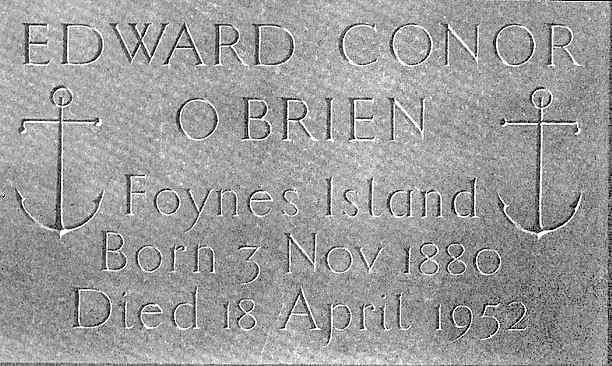 EDWARD CONOR
O BRIEN
Foynes Island
Born 3 Nov 1880
Died 18 April 1952